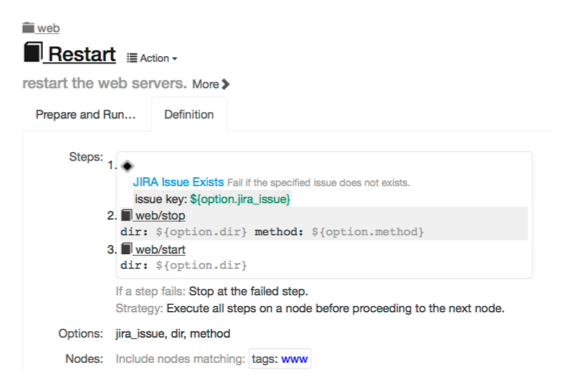 web
Restart Action
restart the web servers. More
Prepare and Run... Definition
Steps:
1.
JIRA Issue Exists Fail if the specified issue does not exists.
issue key: ${option.jira_issue}
2. web/stop
dir: ${option.dir} method: ${option.method}
3. web/start
dir: ${option.dir}
If a step fails: Stop at the failed step.
Strategy: Execute all steps on a node before proceeding to the next node.
Options: jira_issue, dir, method
Nodes: Include nodes matching: tags: www